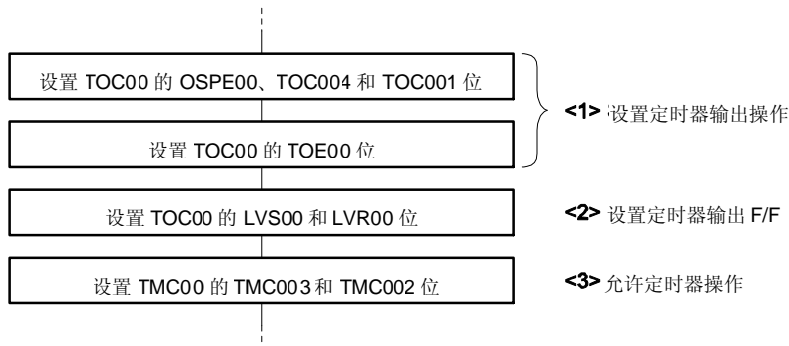 设置 TOC00 的 OSPE00、TOC004 和 TOC001 位
设置 TOC00 的 TOE00 位
<1> 设置定时器输出操作
设置 TOC00 的 LVS00 和 LVR00 位
<2> 设置定时器输出 F/F
设置 TMC00 的 TMC003 和 TMC002 位
<3> 允许定时器操作